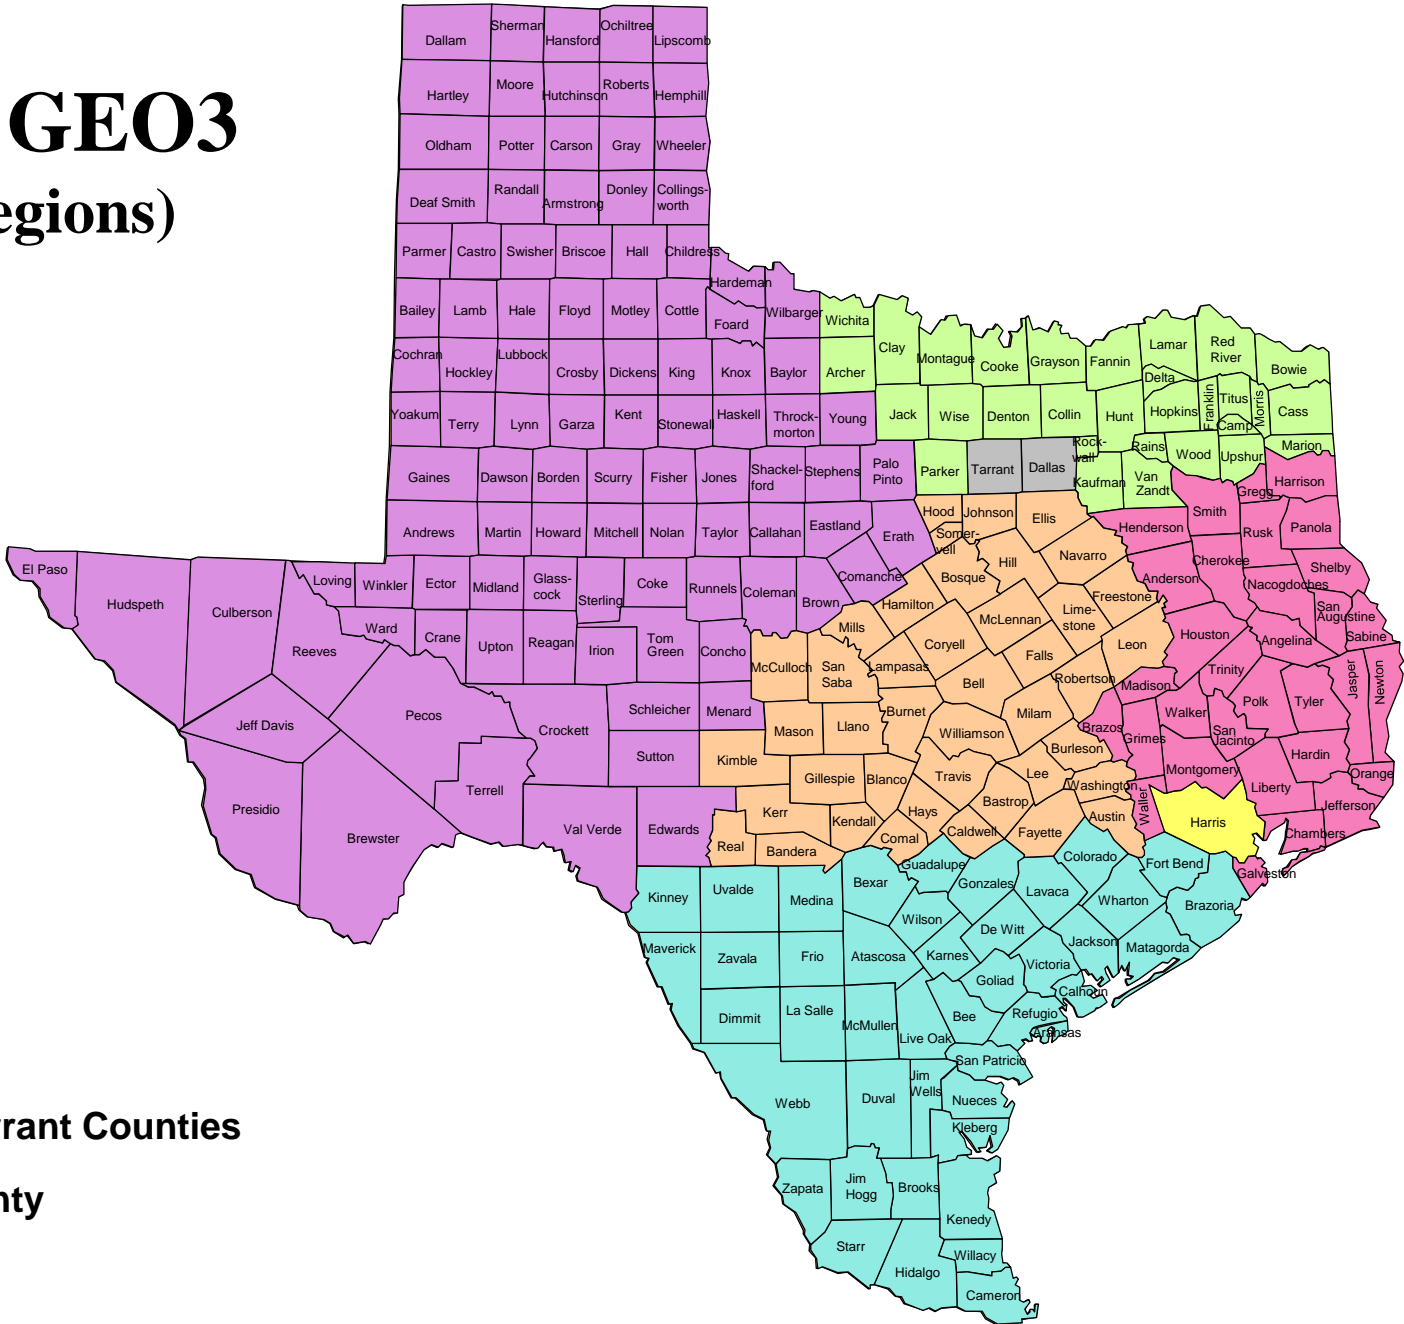 GEO3
egions)
rant Counties
nty
Dallam
Sherman
Hansford
Ochiltree
Lipscomb
Hartley
Moore
Hutchinson
Roberts
Hemphill
Oldham
Potter
Carson
Gray
Wheeler
Deaf Smith
Randall
Armstrong
Donley
Collings-
worth
Parmer
Castro
Swisher
Briscoe
Hall
Childress
Hardeman
Bailey
Lamb
Hale
Floyd
Motley
Cottle
Foard
Wilbarger
Wichita
Clay
Montague
Cooke
Grayson
Fannin
Lamar
Red
River
Bowie
Cochran
Hockley
Lubbock
Crosby
Dickens
King
Knox
Baylor
Archer
Delta
Franklin
Titus
Morris
Cass
Yoakum
Terry
Lynn
Garza
Kent
Stonewall
Haskell
Throck-
morton
Young
Jack
Wise
Denton
Collin
Hunt
Hopkins
Camp
Marion
Gaines
Dawson
Borden
Scurry
Fisher
Jones
Shackel-
ford
Stephens
Palo
Pinto
Parker
Tarrant
Dallas
Rock-
wall
Kaufman
Rains
Van
Zandt
Wood
Upshur
Gregg
Harrison
Andrews
Martin
Howard
Mitchell
Nolan
Taylor
Callahan
Eastland
Erath
Hood
Somer-
vell
Johnson
Ellis
Navarro
Henderson
Smith
Rusk
Panola
El Paso
Hudspeth
Culberson
Loving
Winkler
Ector
Midland
Glass-
cock
Sterling
Coke
Runnels
Coleman
Brown
Comanche
Hamilton
Bosque
Hill
Freestone
Anderson
Cherokee
Nacogdoches
Shelby
Reeves
Ward
Crane
Upton
Reagan
Irion
Tom
Green
Concho
McCulloch
San
Saba
Mills
Lampasas
Coryell
McLennan
Lime-
stone
Falls
Leon
Houston
Angelina
San
Augustine
Sabine
Jeff Davis
Pecos
Crockett
Schleicher
Menard
Mason
Llano
Burnet
Bell
Milam
Robertson
Madison
Trinity
Polk
Tyler
Jasper
Newton
Sutton
Kimble
Gillespie
Blanco
Williamson
Travis
Lee
Burleson
Brazos
Grimes
Walker
San
Jacinto
Hardin
Presidio
Brewster
Terrell
Val Verde
Edwards
Kerr
Real
Bandera
Kendall
Comal
Hays
Caldwell
Bastrop
Fayette
Washington
Austin
Waller
Montgomery
Liberty
Orange
Jefferson
Chambers
Harris
Galveston
Kinney
Uvalde
Medina
Bexar
Guadalupe
Gonzales
Lavaca
Colorado
Fort Bend
Wharton
Brazoria
Maverick
Zavala
Frio
Atascosa
Wilson
Karnes
De Witt
Jackson
Matagorda
Victoria
Calhoun
Goliad
Dimmit
La Salle
McMullen
Live Oak
Bee
Refugio
Aransas
San Patricio
Webb
Duval
Jim
Wells
Nueces
Kleberg
Zapata
Jim
Hogg
Brooks
Kenedy
Starr
Hidalgo
Willacy
Cameron